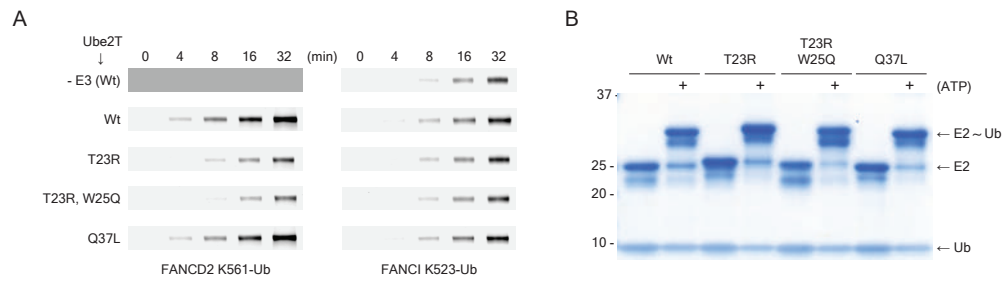 A
Ube2T
↓
0 4 8 16 32 (min) 0 4 8 16 32
- E3 (Wt)
Wt
T23R
T23R, W25Q
Q37L
FANCD2 K561-Ub FANCI K523-Ub
B
Wt T23R T23R W25Q Q37L
+ + + + (ATP)
37
25
20
10
← E2 ~ Ub
← E2
← Ub